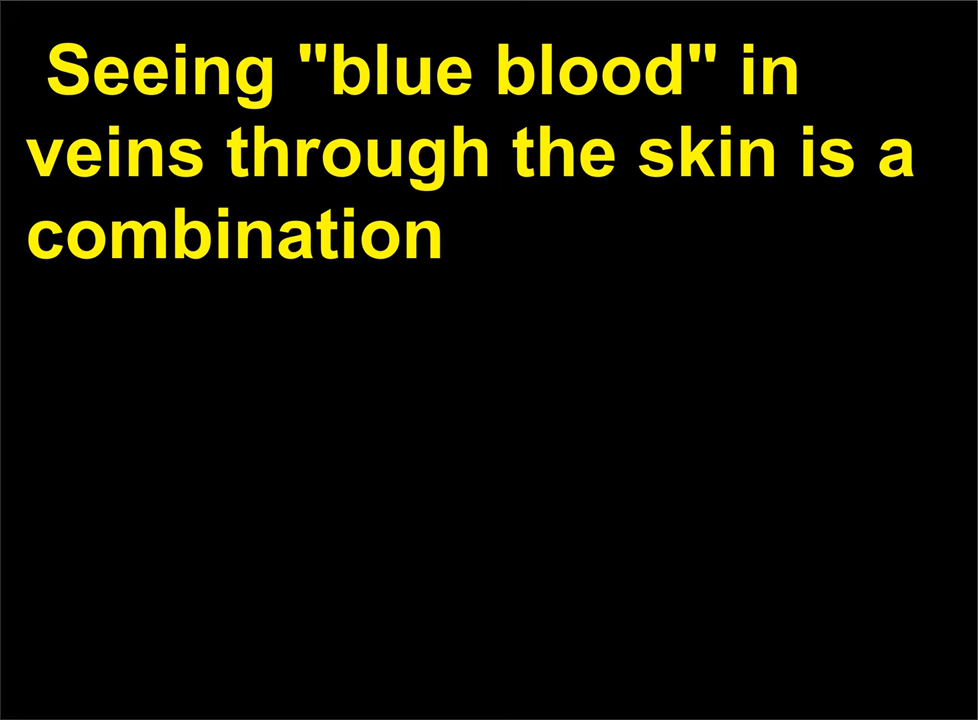 Seeing "blue blood" in
veins through the skin is a
combination